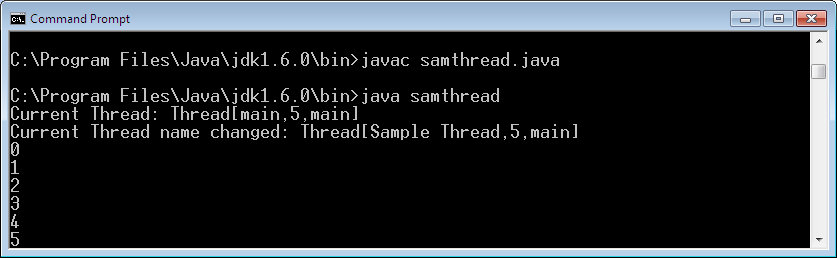 Command Prompt
C:\Program Files\Java\jdk1.6.0\bin>javac samthread.java
C:\Program Files\Java\jdk1.6.0\bin>java samthread
Current Thread: Thread[main,5,main]
Current Thread name changed: Thread[Sample Thread,5,main]
0
1
2
3
4
5